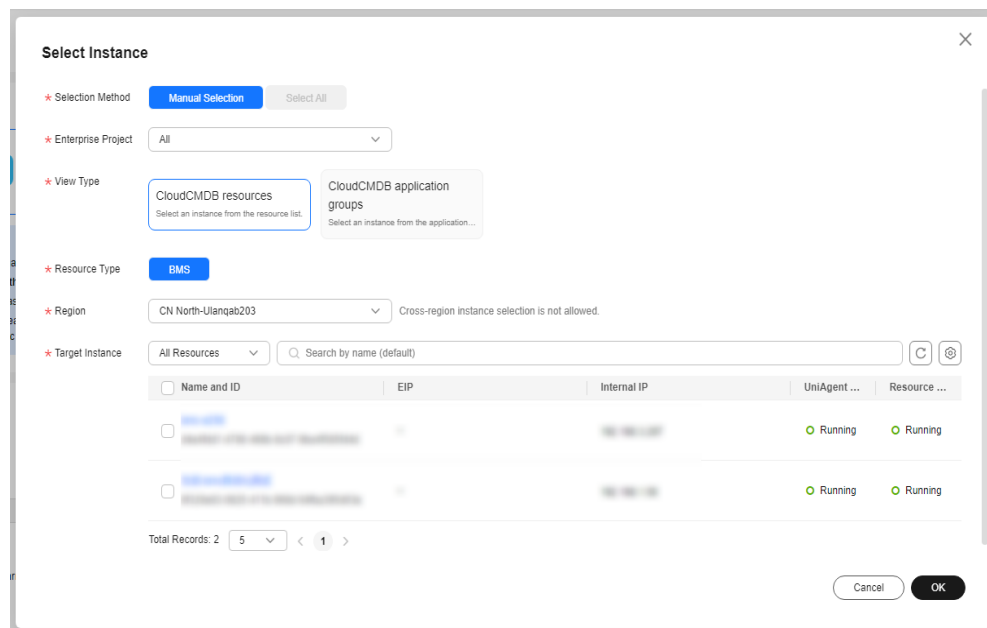 Select Instance
Selection Method
Manual Selection
Select All
Enterprise Project
All
View Type
CloudCMDB resources
Select an instance from the resource list.
CloudCMDB application
groups
Select an instance from the application...
Resource Type
BMS
Region
CN North-Ulanqab203
Cross-region instance selection is not allowed.
Target Instance
All Resources
Search by name (default)
Name and ID
EIP
Internal IP
UniAgent ...
Resource ...
Running
Running
Running
Running
Total Records: 2
5
1
Cancel
OK